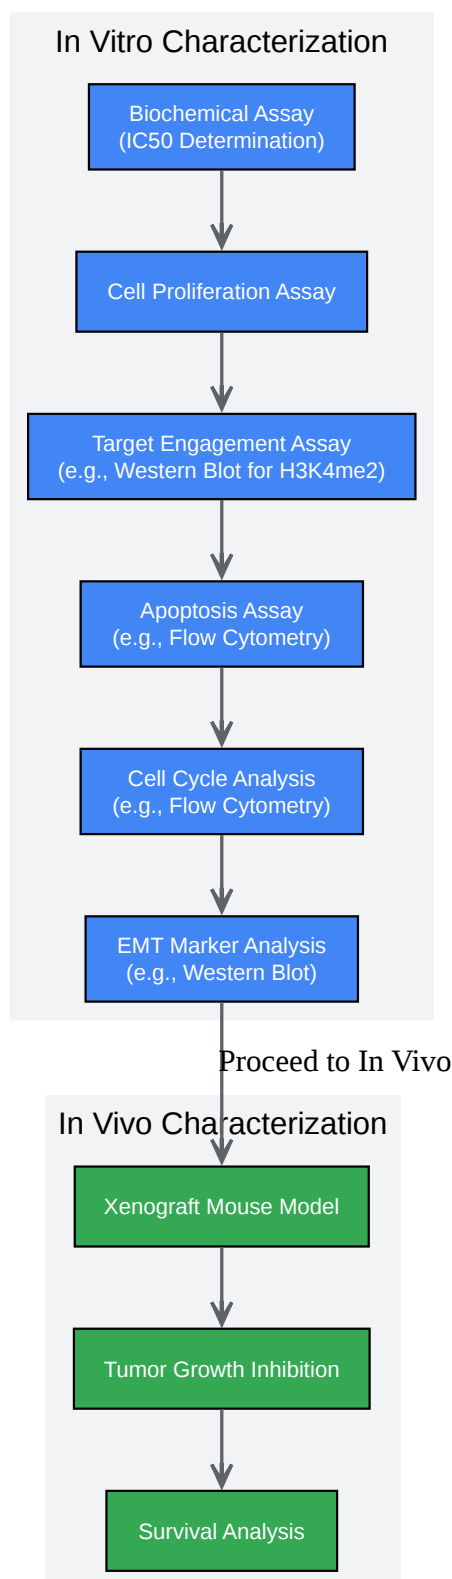 In Vitro Characterization
Biochemical Assay
(IC50 Determination)
Cell Proliferation Assay
Target Engagement Assay
(e.g., Western Blot for H3K4me2)
Apoptosis Assay
(e.g., Flow Cytometry)
Cell Cycle Analysis
(e.g., Flow Cytometry)
EMT Marker Analysis
(e.g., Western Blot)
Proceed to In Vivo
In Vivo Characterization
Xenograft Mouse Model
Tumor Growth Inhibition
Survival Analysis